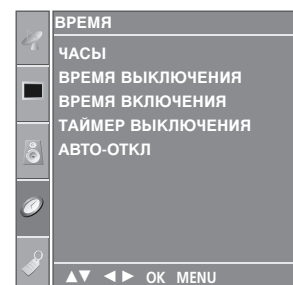 ВРЕМЯ
ЧАСЫ
ВРЕМЯ ВЫКЛЮЧЕНИЯ
ВРЕМЯ ВКЛЮЧЕНИЯ
ТАЙМЕР ВЫКЛЮЧЕНИЯ
АВТО-ОТКЛ
▲▼ ◄► OK MENU